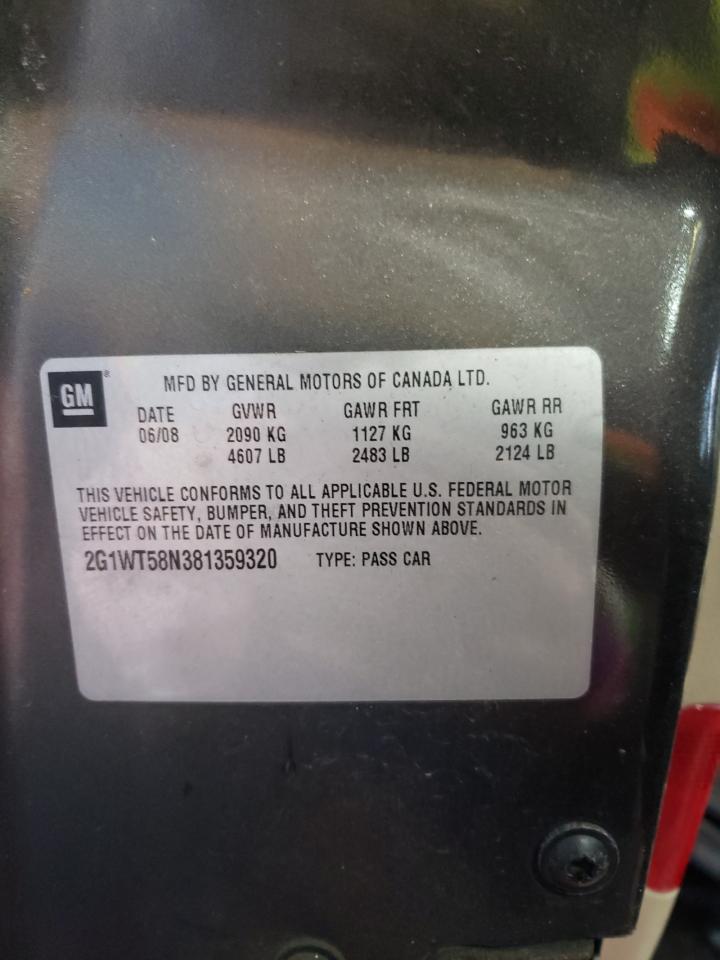 GM
MFD BY GENERAL MOTORS OF CANADA LTD.
DATE GVWR GAWR FRT GAWR RR
06/08 2090 KG 1127 KG 963 KG
4607 LB 2483 LB 2124 LB
THIS VEHICLE CONFORMS TO ALL APPLICABLE U.S. FEDERAL MOTOR
VEHICLE SAFETY, BUMPER, AND THEFT PREVENTION STANDARDS IN
EFFECT ON THE DATE OF MANUFACTURE SHOWN ABOVE.
2G1WT58N381359320 TYPE: PASS CAR